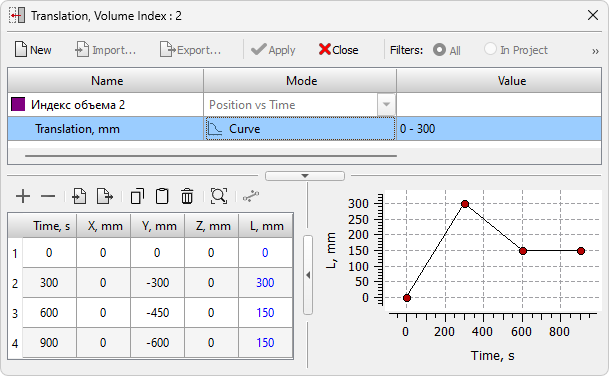 Translation, Volume Index : 2
New Import... Export... Apply Close Filters: All In Project »
Name Mode Value
Индекс объема 2 Position vs Time
Translation, mm Curve 0 - 300
Time, s X, mm Y, mm Z, mm L, mm
1 0 0 0 0 0
2 300 0 -300 0 300
3 600 0 -450 0 150
4 900 0 -600 0 150
L, mm
300
250
200
150
100
50
0
0 200 400 600 800
Time, s